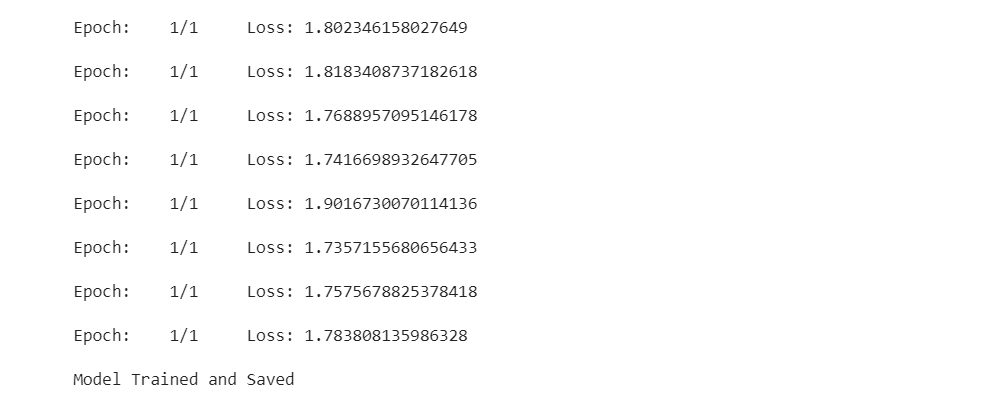 Epoch:    1/1     Loss: 1.802346158027649
Epoch:    1/1     Loss: 1.8183408737182618
Epoch:    1/1     Loss: 1.7688957095146178
Epoch:    1/1     Loss: 1.7416698932647705
Epoch:    1/1     Loss: 1.9016730070114136
Epoch:    1/1     Loss: 1.7357155680656433
Epoch:    1/1     Loss: 1.7575678825378418
Epoch:    1/1     Loss: 1.783808135986328
Model Trained and Saved